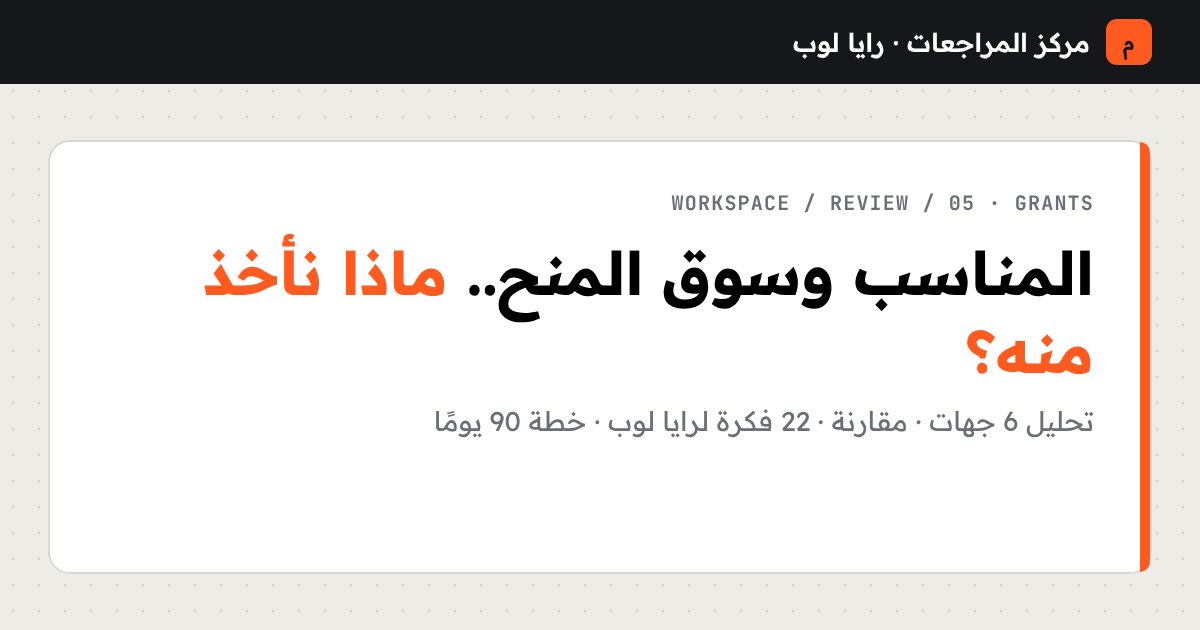 م
مركز المراجعات · رايا لوب
WORKSPACE / REVIEW / 05 · GRANTS
المناسب وسوق المنح.. ماذا نأخذ
منه؟
تحليل 6 جهات · مقارنة · 22 فكرة لرايا لوب · خطة 90 يومًا